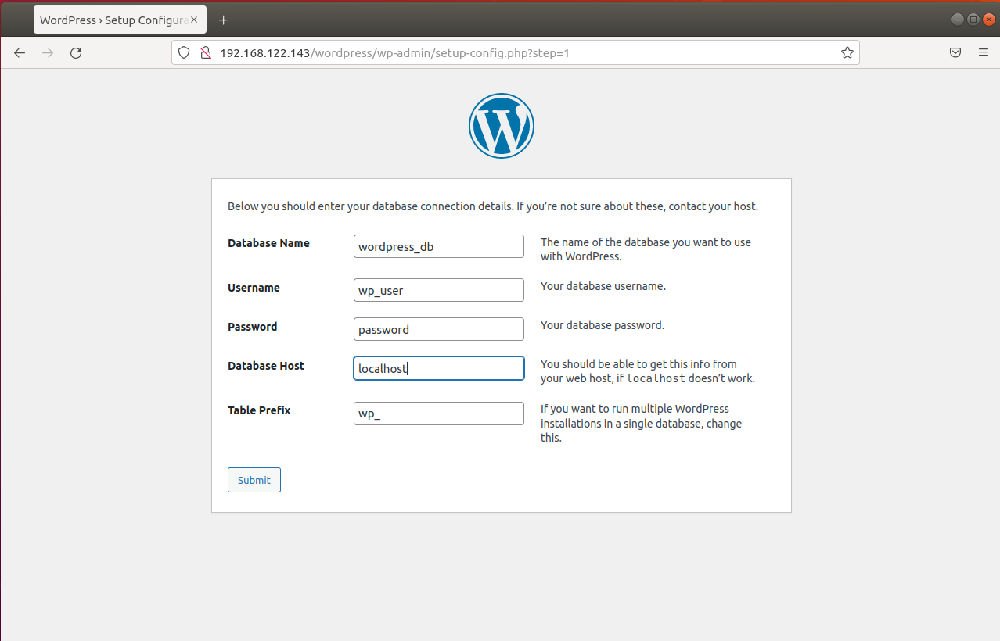 WordPress › Setup Configura
192.168.122.143/wordpress/wp-admin/setup-config.php?step=1
Below you should enter your database connection details. If you’re not sure about these, contact your host.
Database Name
wordpress_db
The name of the database you want to use
with WordPress.
Username
wp_user
Your database username.
Password
password
Your database password.
Database Host
localhost
You should be able to get this info from
your web host, if localhost doesn’t work.
Table Prefix
wp_
If you want to run multiple WordPress
installations in a single database, change
this.
Submit